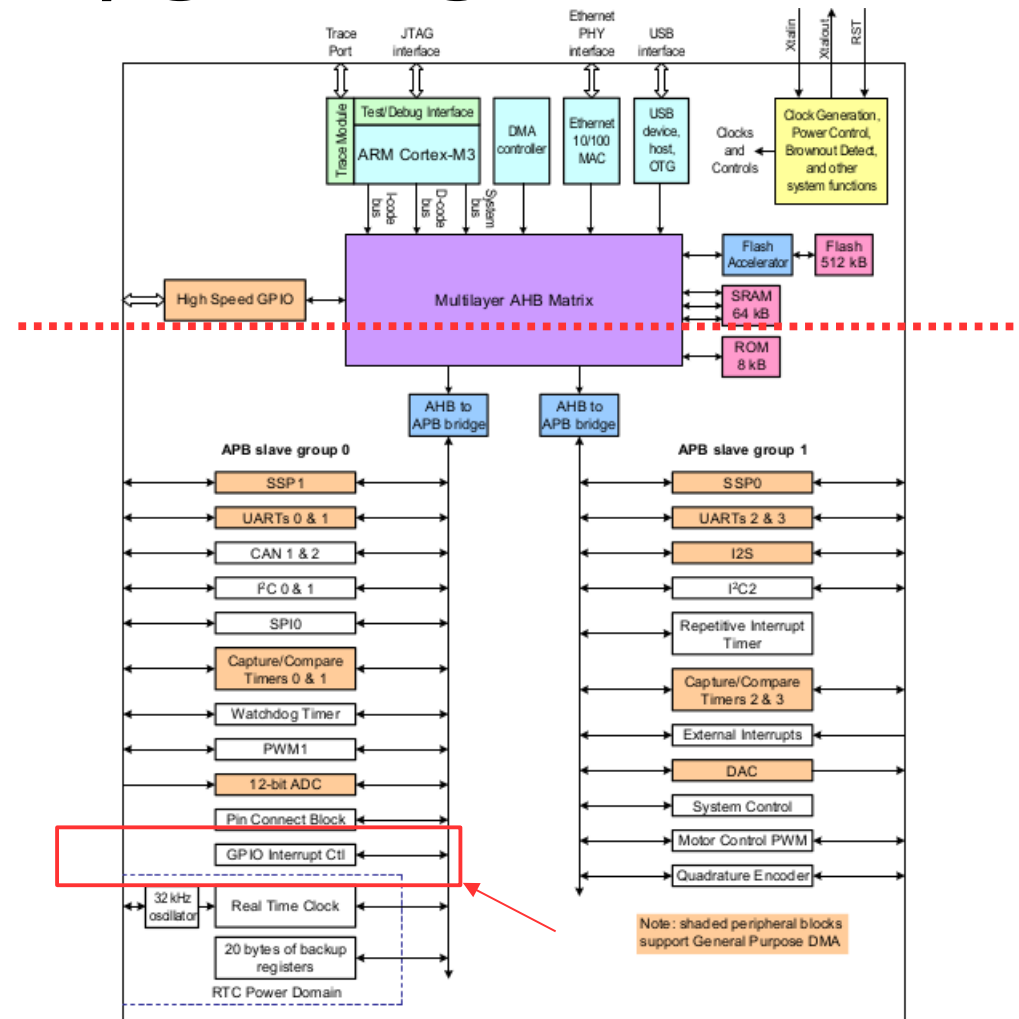 Trace
Port
JTAG
interface
Ethernet
PHY
interface
USB
interface
Xtalin
Xtalout
RST
Trace Module
Test/Debug Interface
ARM Cortex-M3
DMA
controller
Ethernet
10/100
MAC
USB
device,
host,
OTG
Clocks
and
Controls
Clock Generation,
Power Control,
Brownout Detect,
and other
system functions
I-code
bus
D-code
bus
System
bus
Multilayer AHB Matrix
High Speed GPIO
Flash
Accelerator
Flash
512 kB
SRAM
64 kB
ROM
8 kB
AHB to
APB bridge
AHB to
APB bridge
APB slave group 0
SSP1
UARTs 0 & 1
CAN 1 & 2
I²C 0 & 1
SPI0
Capture/Compare
Timers 0 & 1
Watchdog Timer
PWM1
12-bit ADC
Pin Connect Block
GPIO Interrupt Ctl
32 kHz
oscillator
Real Time Clock
20 bytes of backup
registers
RTC Power Domain
APB slave group 1
SSP0
UARTs 2 & 3
I2S
I²C2
Repetitive Interrupt
Timer
Capture/Compare
Timers 2 & 3
External Interrupts
DAC
System Control
Motor Control PWM
Quadrature Encoder
Note: shaded peripheral blocks
support General Purpose DMA